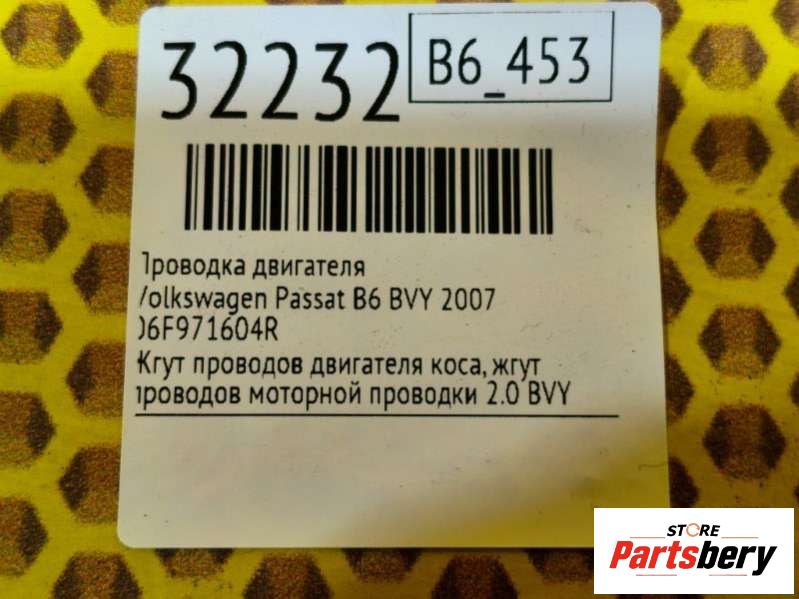 32232
B6_453
Проводка двигателя
Volkswagen Passat B6 BVY 2007
06F971604R
Жгут проводов двигателя коса, жгут
проводов моторной проводки 2.0 BVY
STORE
Partsbery